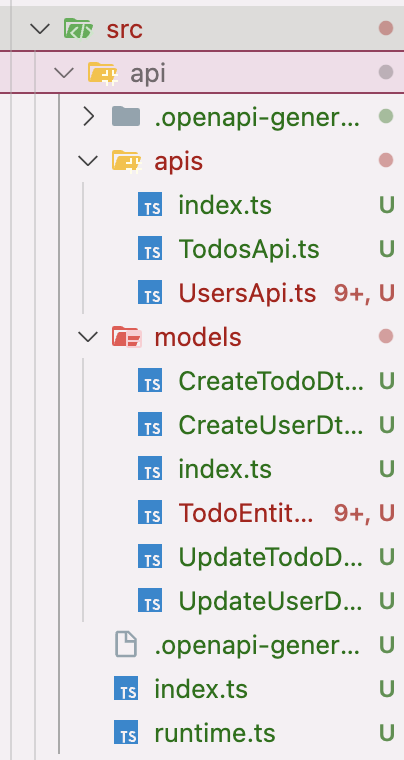 src
api
.openapi-gener...
apis
TS index.ts U
TS TodosApi.ts U
TS UsersApi.ts 9+, U
models
TS CreateTodoDt... U
TS CreateUserDt... U
TS index.ts U
TS TodoEntit... 9+, U
TS UpdateTodoD... U
TS UpdateUserD... U
.openapi-gener... U
TS index.ts U
TS runtime.ts U